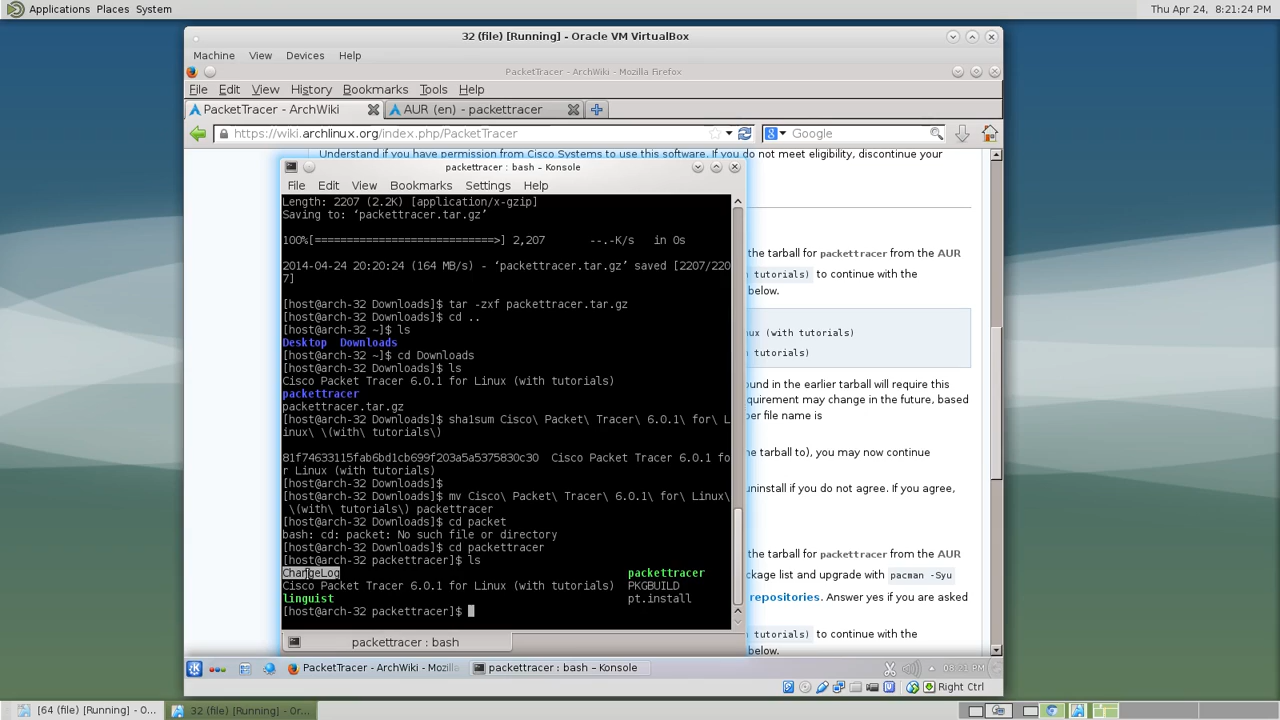 Applications Places System
Thu Apr 24, 8:21:24 PM
32 (file) [Running] - Oracle VM VirtualBox
Machine View Devices Help
PacketTracer - ArchWiki - Mozilla Firefox
File Edit View History Bookmarks Tools Help
PacketTracer - ArchWiki
AUR (en) - packettracer
https://wiki.archlinux.org/index.php/PacketTracer
Google
Understand if you have permission from Cisco Systems to use this software. If you do not meet eligibility, discontinue your
packettracer : bash – Konsole
File Edit View Bookmarks Settings Help
Length: 2207 (2.2K) [application/x-gzip]
Saving to: ‘packettracer.tar.gz’
100%[===========================>] 2,207 --.-K/s in 0s
2014-04-24 20:20:24 (164 MB/s) - ‘packettracer.tar.gz’ saved [2207/220
7]
[host@arch-32 Downloads]$ tar -zxf packettracer.tar.gz
[host@arch-32 Downloads]$ cd ..
[host@arch-32 ~]$ ls
Desktop Downloads
[host@arch-32 ~]$ cd Downloads
[host@arch-32 Downloads]$ ls
Cisco Packet Tracer 6.0.1 for Linux (with tutorials)
packettracer
packettracer.tar.gz
[host@arch-32 Downloads]$ sha1sum Cisco\ Packet\ Tracer\ 6.0.1\ for\ L
inux\ \(with\ tutorials\)
81f74633115fab6bd1cb699f203a5a5375830c30 Cisco Packet Tracer 6.0.1 fo
r Linux (with tutorials)
[host@arch-32 Downloads]$
[host@arch-32 Downloads]$ mv Cisco\ Packet\ Tracer\ 6.0.1\ for\ Linux\
\(with\ tutorials\) packettracer
[host@arch-32 Downloads]$ cd packet
bash: cd: packet: No such file or directory
[host@arch-32 Downloads]$ cd packettracer
[host@arch-32 packettracer]$ ls
ChangeLog packettracer
Cisco Packet Tracer 6.0.1 for Linux (with tutorials) PKGBUILD
linguist pt.install
[host@arch-32 packettracer]$
the tarball for packettracer from the AUR
tutorials) to continue with the
below.
nux (with tutorials)
tutorials)
ound in the earlier tarball will require this
quirement may change in the future, based
er file name is
tarball to), you may now continue
uninstall if you do not agree. If you agree,
the tarball for packettracer from the AUR
ckage list and upgrade with pacman -Syu
repositories. Answer yes if you are asked
tutorials) to continue with the
below.
packettracer : bash
PacketTracer - ArchWiki - Mozilla
packettracer : bash – Konsole
08:21 PM
Right Ctrl
[64 (file) [Running] - O...
32 (file) [Running] - Or...